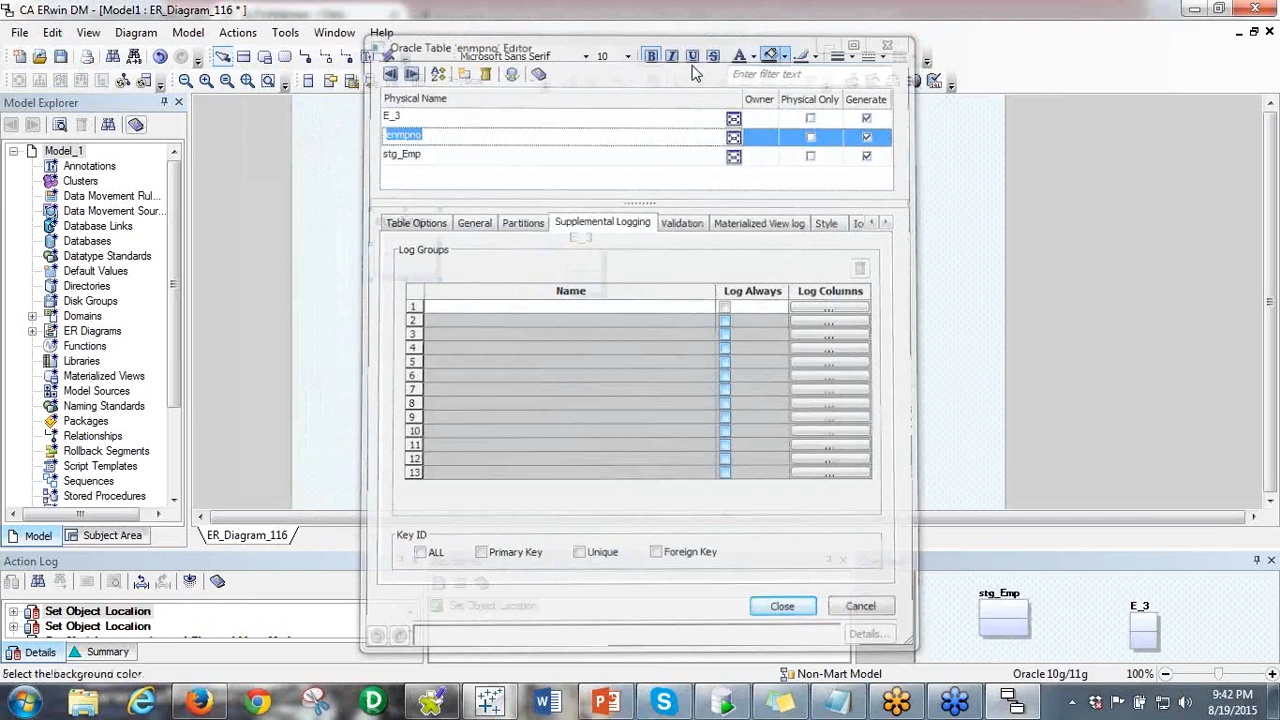 CA ERwin DM - [Model1 : ER_Diagram_116 * ]
File Edit View Diagram Model Actions Tools Window Help
Oracle Table 'enmpno' Editor
Microsoft Sans Serif 10 B I U S A
Enter filter text
Model Explorer
Physical Name Owner Physical Only Generate
E_3
enmpno
stg_Emp
Model_1
Annotations
Clusters
Data Movement Rul...
Data Movement Sour...
Database Links
Databases
Datatype Standards
Default Values
Directories
Disk Groups
Domains
ER Diagrams
Functions
Libraries
Materialized Views
Model Sources
Naming Standards
Packages
Relationships
Rollback Segments
Script Templates
Sequences
Stored Procedures
Table Options General Partitions Supplemental Logging Validation Materialized View log Style
E_3
Log Groups
Name Log Always Log Columns
1 ...
2 ...
3 ...
4 ...
5 ...
6 ...
7 ...
8 ...
9 ...
10 ...
11 ...
12 ...
13 ...
Model Subject Area ER_Diagram_116
Key ID
ALL Primary Key Unique Foreign Key
Action Log
Set Object Location
Set Object Location
Set Object Location
Close Cancel
Details...
stg_Emp
E_3
Details Summary
Select the background color
Non-Mart Model Oracle 10g/11g 100%
9:42 PM
8/19/2015